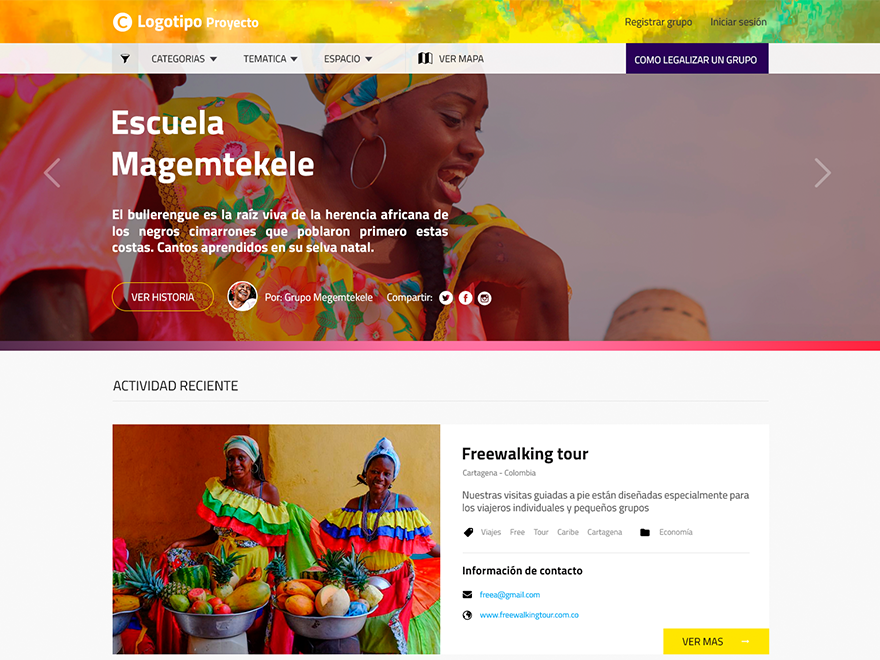 Logotipo Proyecto
Registrar grupo
Iniciar sesión
CATEGORIAS
TEMATICA
ESPACIO
VER MAPA
COMO LEGALIZAR UN GRUPO
Escuela
Magemtekele
El bullerengue es la raíz viva de la herencia africana de
los negros cimarrones que poblaron primero estas
costas. Cantos aprendidos en su selva natal.
VER HISTORIA
Por: Grupo Megemtekele
Compartir:
ACTIVIDAD RECIENTE
Freewalking tour
Cartagena - Colombia
Nuestras visitas guiadas a pie están diseñadas especialmente para
los viajeros individuales y pequeños grupos
Viajes Free Tour Caribe Cartagena Economía
Información de contacto
freea@gmail.com
www.freewalkingtour.com.co
VER MAS